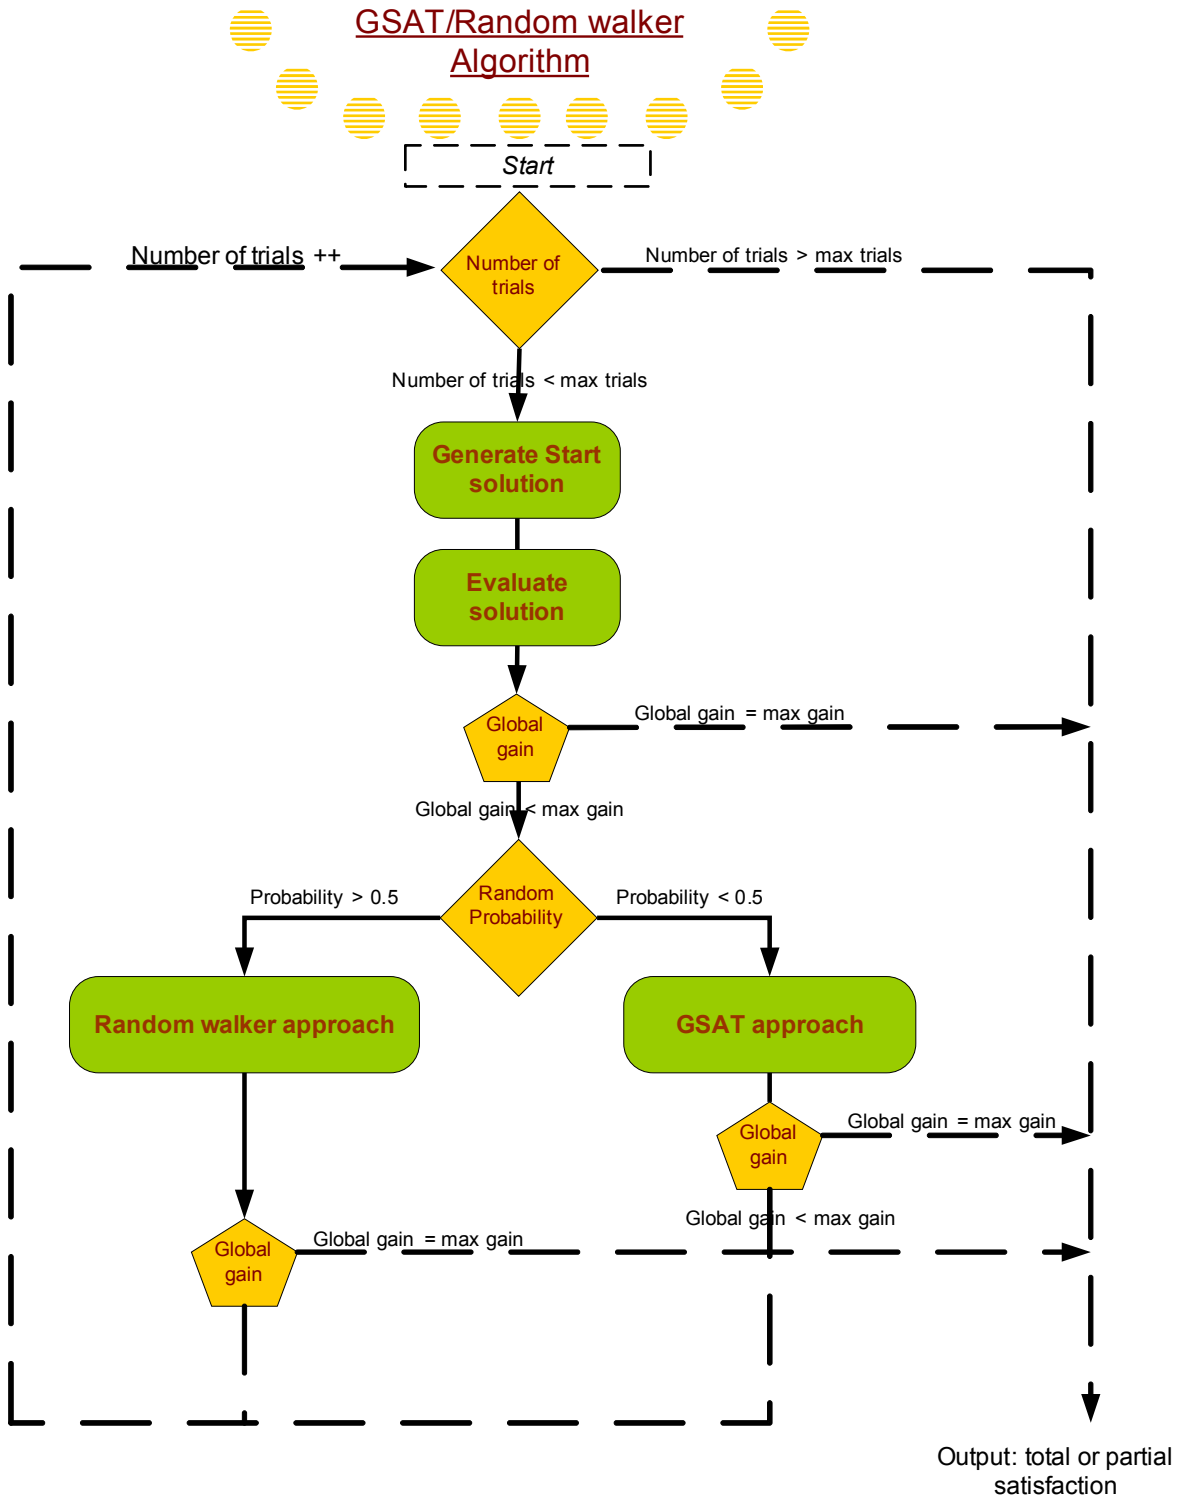 GSAT/Random walker
Algorithm
Start
Number of trials ++
Number of trials > max trials
Number of
trials
Number of trials < max trials
Generate Start
solution
Evaluate
solution
Global
gain
Global gain = max gain
Global gain < max gain
Probability > 0.5
Random
Probability
Probability < 0.5
Random walker approach
GSAT approach
Global
gain
Global gain = max gain
Global gain < max gain
Global
gain
Global gain = max gain
Output: total or partial
satisfaction